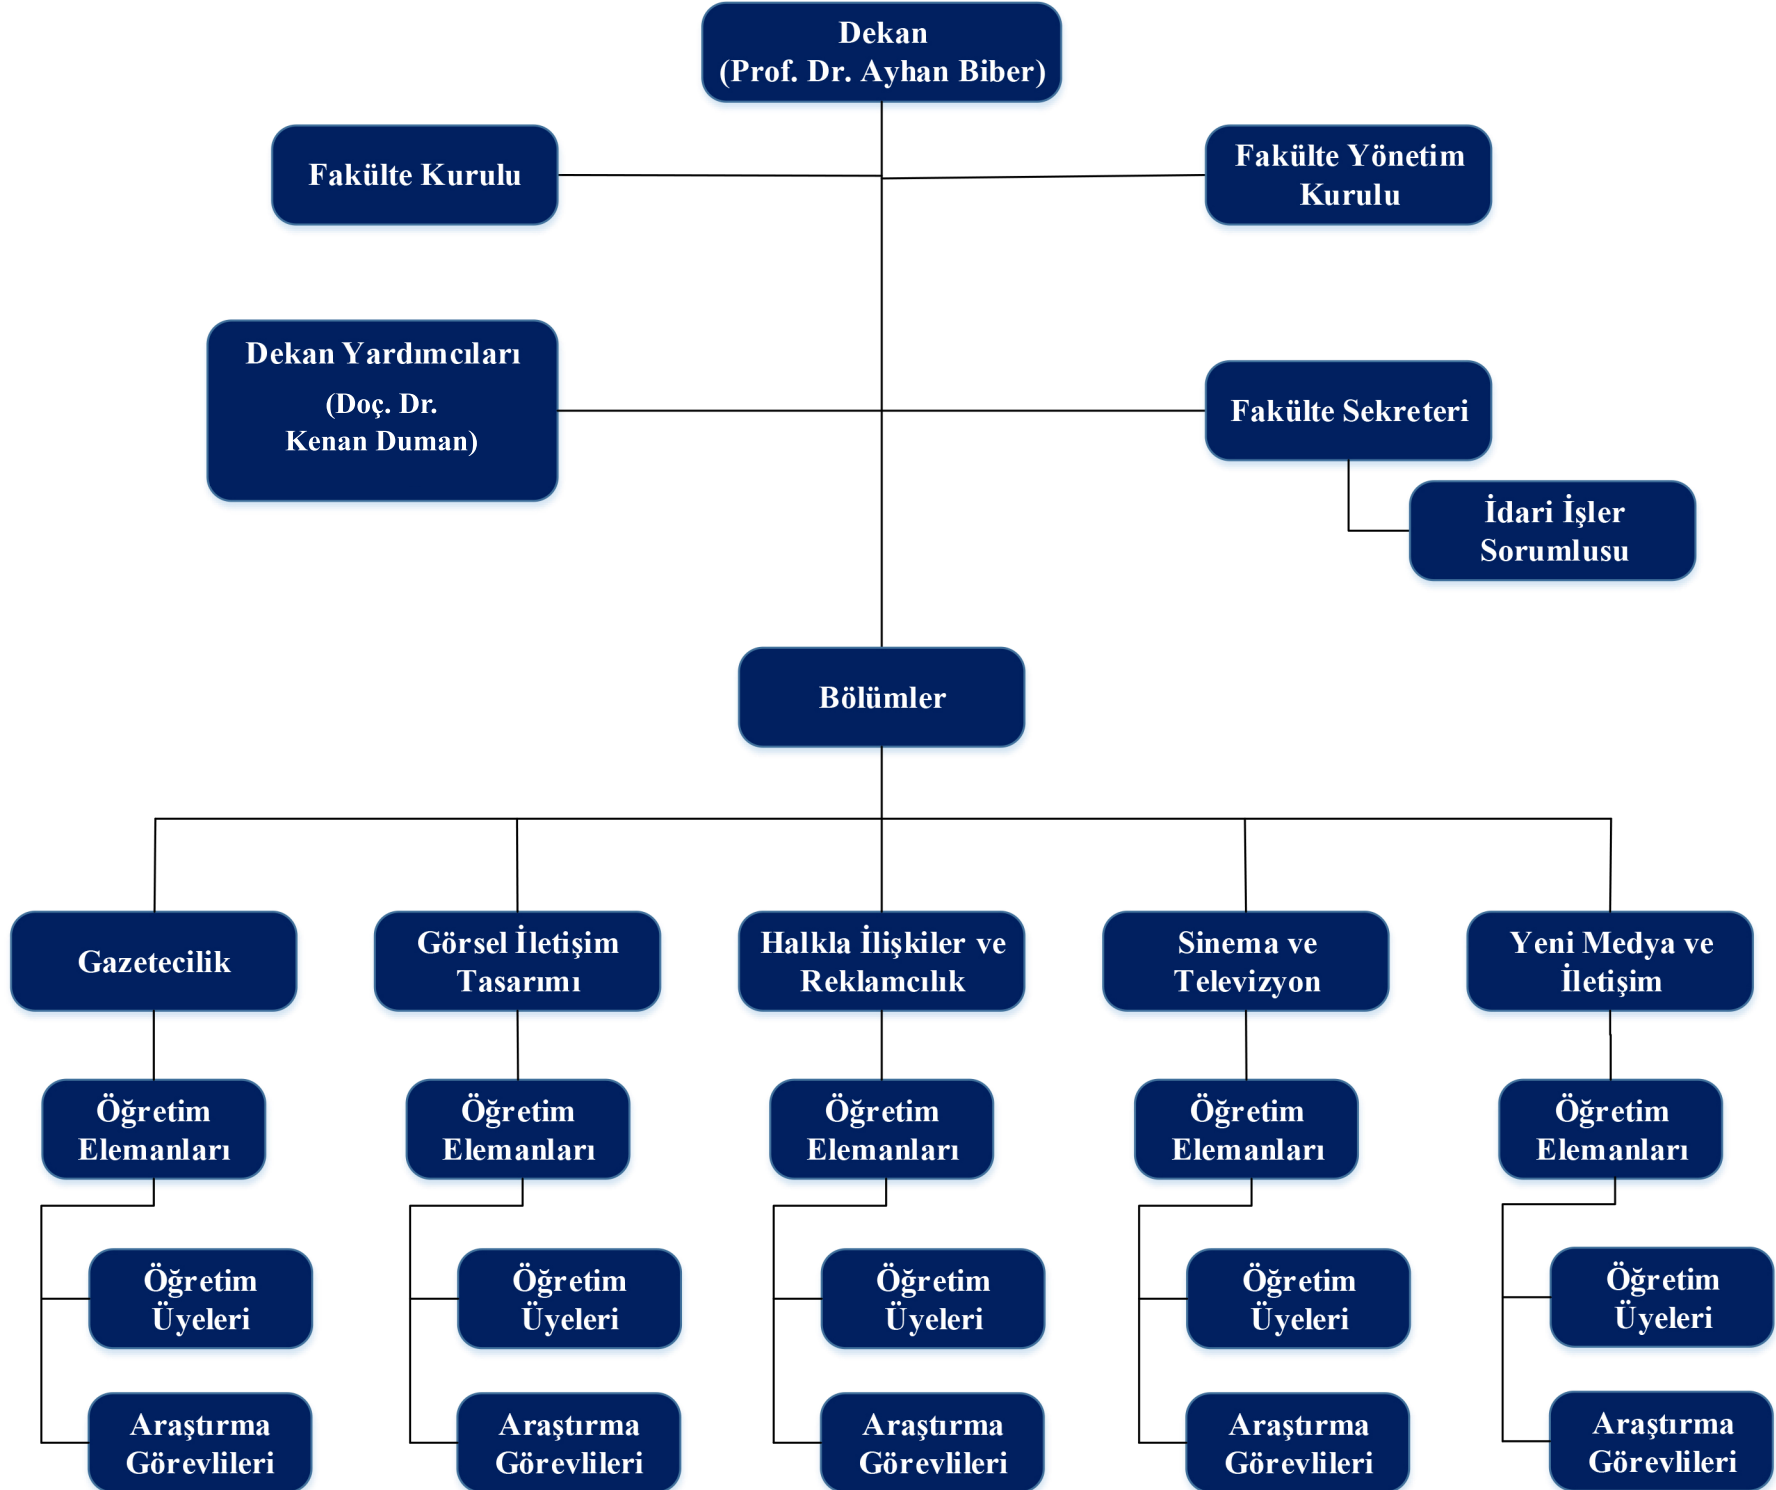 Dekan
(Prof. Dr. Ayhan Biber)
Fakülte Kurulu
Fakülte Yönetim
Kurulu
Dekan Yardımcıları
(Doç. Dr.
Kenan Duman)
Fakülte Sekreteri
İdari İşler
Sorumlusu
Bölümler
Gazetecilik
Görsel İletişim
Tasarımı
Halkla İlişkiler ve
Reklamcılık
Sinema ve
Televizyon
Yeni Medya ve
İletişim
Öğretim
Elemanları
Öğretim
Elemanları
Öğretim
Elemanları
Öğretim
Elemanları
Öğretim
Elemanları
Öğretim
Üyeleri
Öğretim
Üyeleri
Öğretim
Üyeleri
Öğretim
Üyeleri
Öğretim
Üyeleri
Araştırma
Görevlileri
Araştırma
Görevlileri
Araştırma
Görevlileri
Araştırma
Görevlileri
Araştırma
Görevlileri